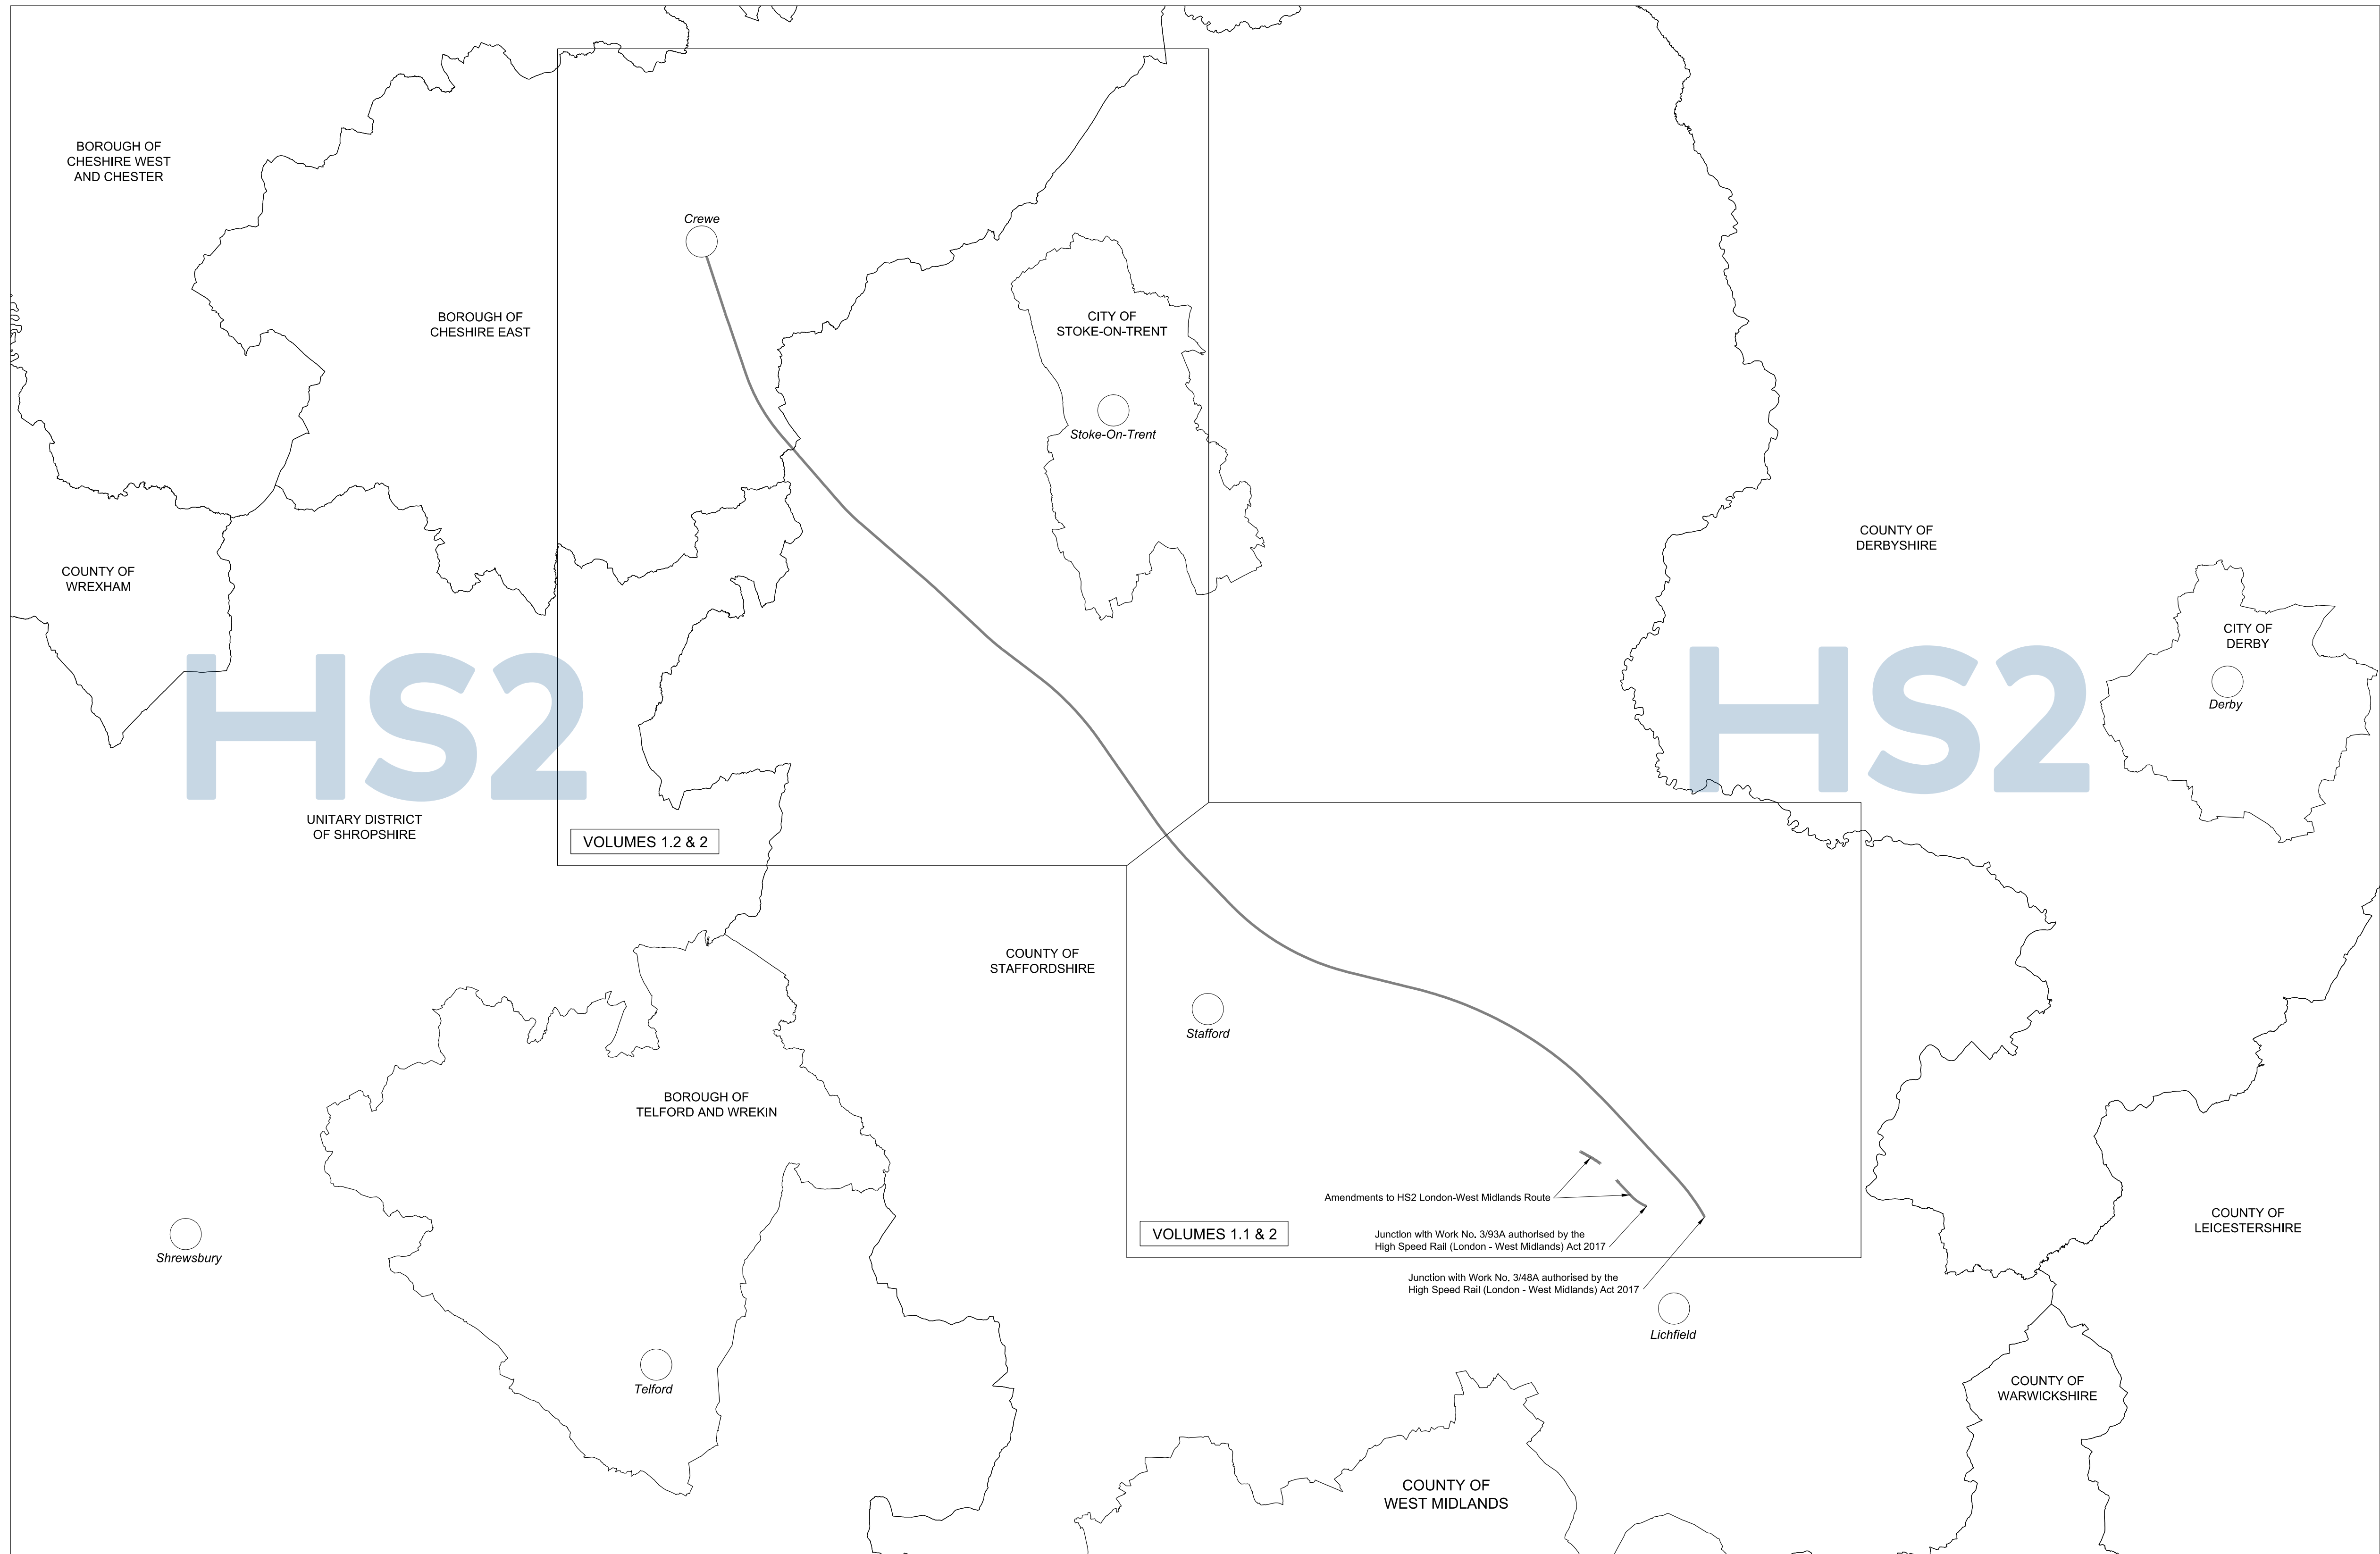 BOROUGH OF
CHESHIRE WEST
AND CHESTER
Crewe
BOROUGH OF
CHESHIRE EAST
CITY OF
STOKE-ON-TRENT
Stoke-On-Trent
COUNTY OF
DERBYSHIRE
COUNTY OF
WREXHAM
CITY OF
DERBY
Derby
HS2
HS2
UNITARY DISTRICT
OF SHROPSHIRE
VOLUMES 1.2 & 2
COUNTY OF
STAFFORDSHIRE
Stafford
BOROUGH OF
TELFORD AND WREKIN
Amendments to HS2 London-West Midlands Route
VOLUMES 1.1 & 2
Junction with Work No. 3/93A authorised by the
High Speed Rail (London - West Midlands) Act 2017
COUNTY OF
LEICESTERSHIRE
Shrewsbury
Junction with Work No. 3/48A authorised by the
High Speed Rail (London - West Midlands) Act 2017
Lichfield
Telford
COUNTY OF
WARWICKSHIRE
COUNTY OF
WEST MIDLANDS